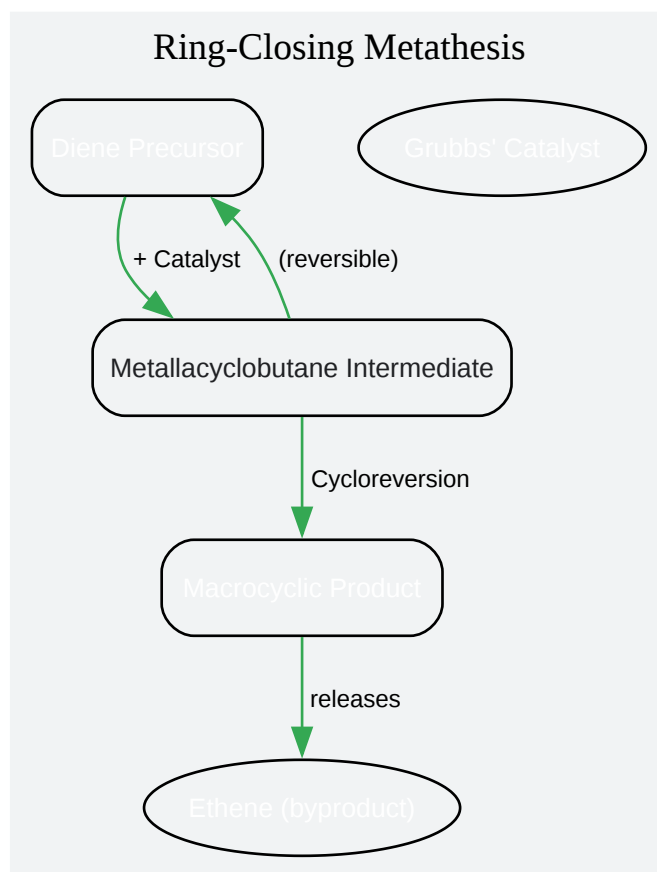 Ring-Closing Metathesis
Diene Precursor
Grubbs' Catalyst
+ Catalyst
(reversible)
Metallacyclobutane Intermediate
Cycloreversion
Macrocyclic Product
releases
Ethene (byproduct)